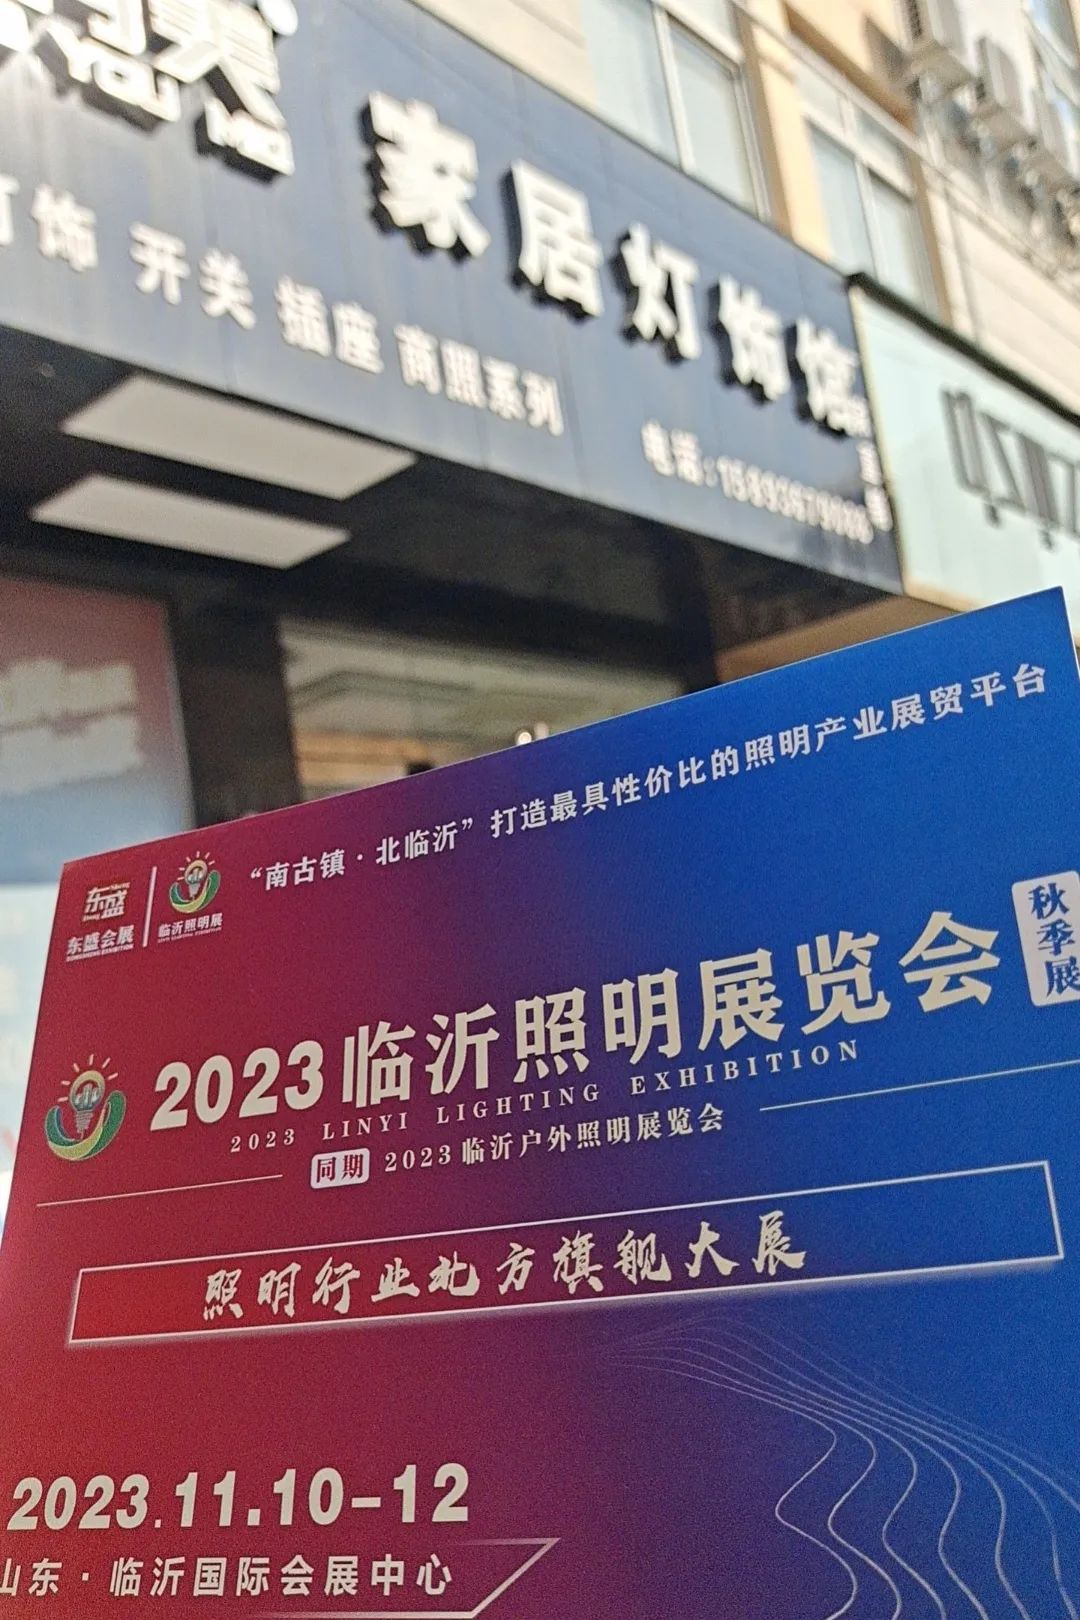 家居灯饰馆
饰 开关 插座 商照系列
电话:
“南古镇·北临沂”打造最具性价比的照明产业展贸平台
东盛
东盛会展
DONGSHENG EXHIBITION
临沂照明展
秋季展
2023临沂照明展览会
2023 LINYI LIGHTING EXHIBITION
同期 2023临沂户外照明展览会
照明行业北方旗舰大展
2023.11.10-12
山东·临沂国际会展中心